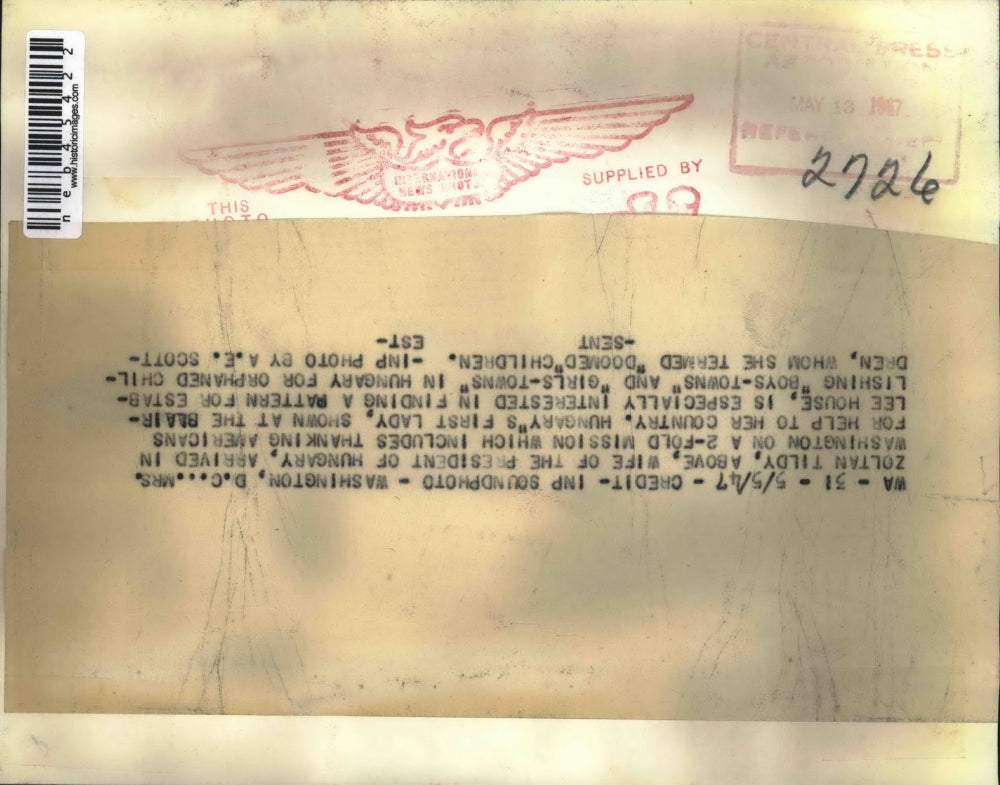 neb45422
www.historicimages.com
CENTRAL PRESS
MAY 13 1947
2726
INTERNATIONAL
NEWS PHOTO
THIS
PHOTO
SUPPLIED BY
WA - 31 - 5/5/47 - CREDIT- INP SOUNDPHOTO - WASHINGTON, D.C...MRS.
ZOLTAN TILDY, ABOVE, WIFE OF THE PRESIDENT OF HUNGARY, ARRIVED IN
WASHINGTON ON A 2-FOLD MISSION WHICH INCLUDES THANKING AMERICANS
FOR HELP TO HER COUNTRY. HUNGARY"S FIRST LADY, SHOWN AT THE BLAIR-
LEE HOUSE, IS ESPECIALLY INTERESTED IN FINDING A PATTERN FOR ESTAB-
LISHING "BOYS-TOWNS" AND "GIRLS-TOWNS" IN HUNGARY FOR ORPHANED CHIL-
DREN, WHOM SHE TERMED "DOOMED"CHILDREN. -INP PHOTO BY A.E. SCOTT-
-SENT EST-